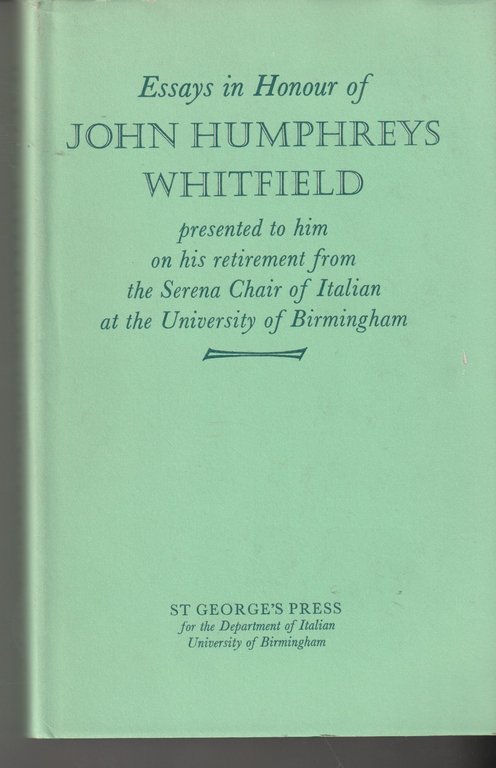 Essays in Honour of
JOHN HUMPHREYS
WHITFIELD
presented to him
on his retirement from
the Serena Chair of Italian
at the University of Birmingham
ST GEORGE'S PRESS
for the Department of Italian
University of Birmingham